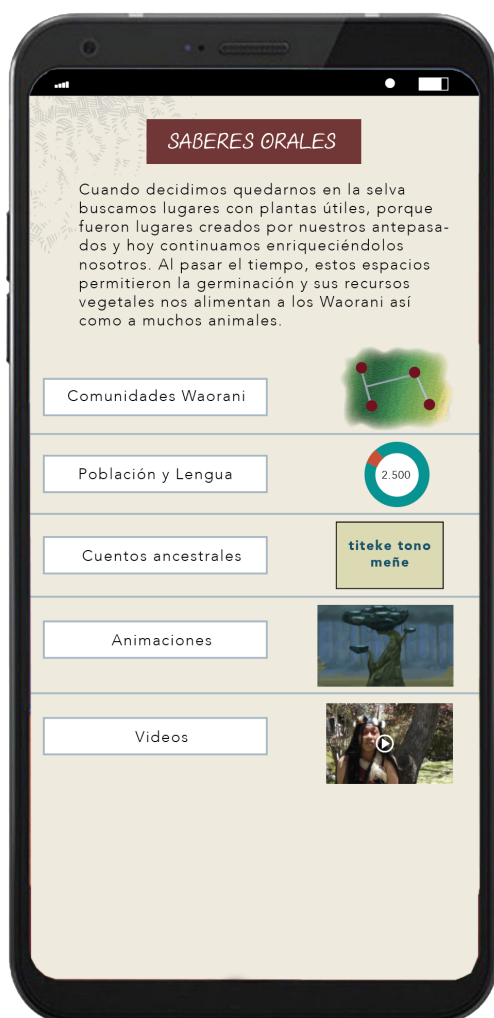 SABERES ORALES
Cuando decidimos quedarnos en la selva
buscamos lugares con plantas útiles, porque
fueron lugares creados por nuestros antepasa-
dos y hoy continuamos enriqueciéndolos
nosotros. Al pasar el tiempo, estos espacios
permitieron la germinación y sus recursos
vegetales nos alimentan a los Waorani así
como a muchos animales.
Comunidades Waorani
Población y Lengua
2.500
Cuentos ancestrales
titeke tono
meñe
Animaciones
Videos